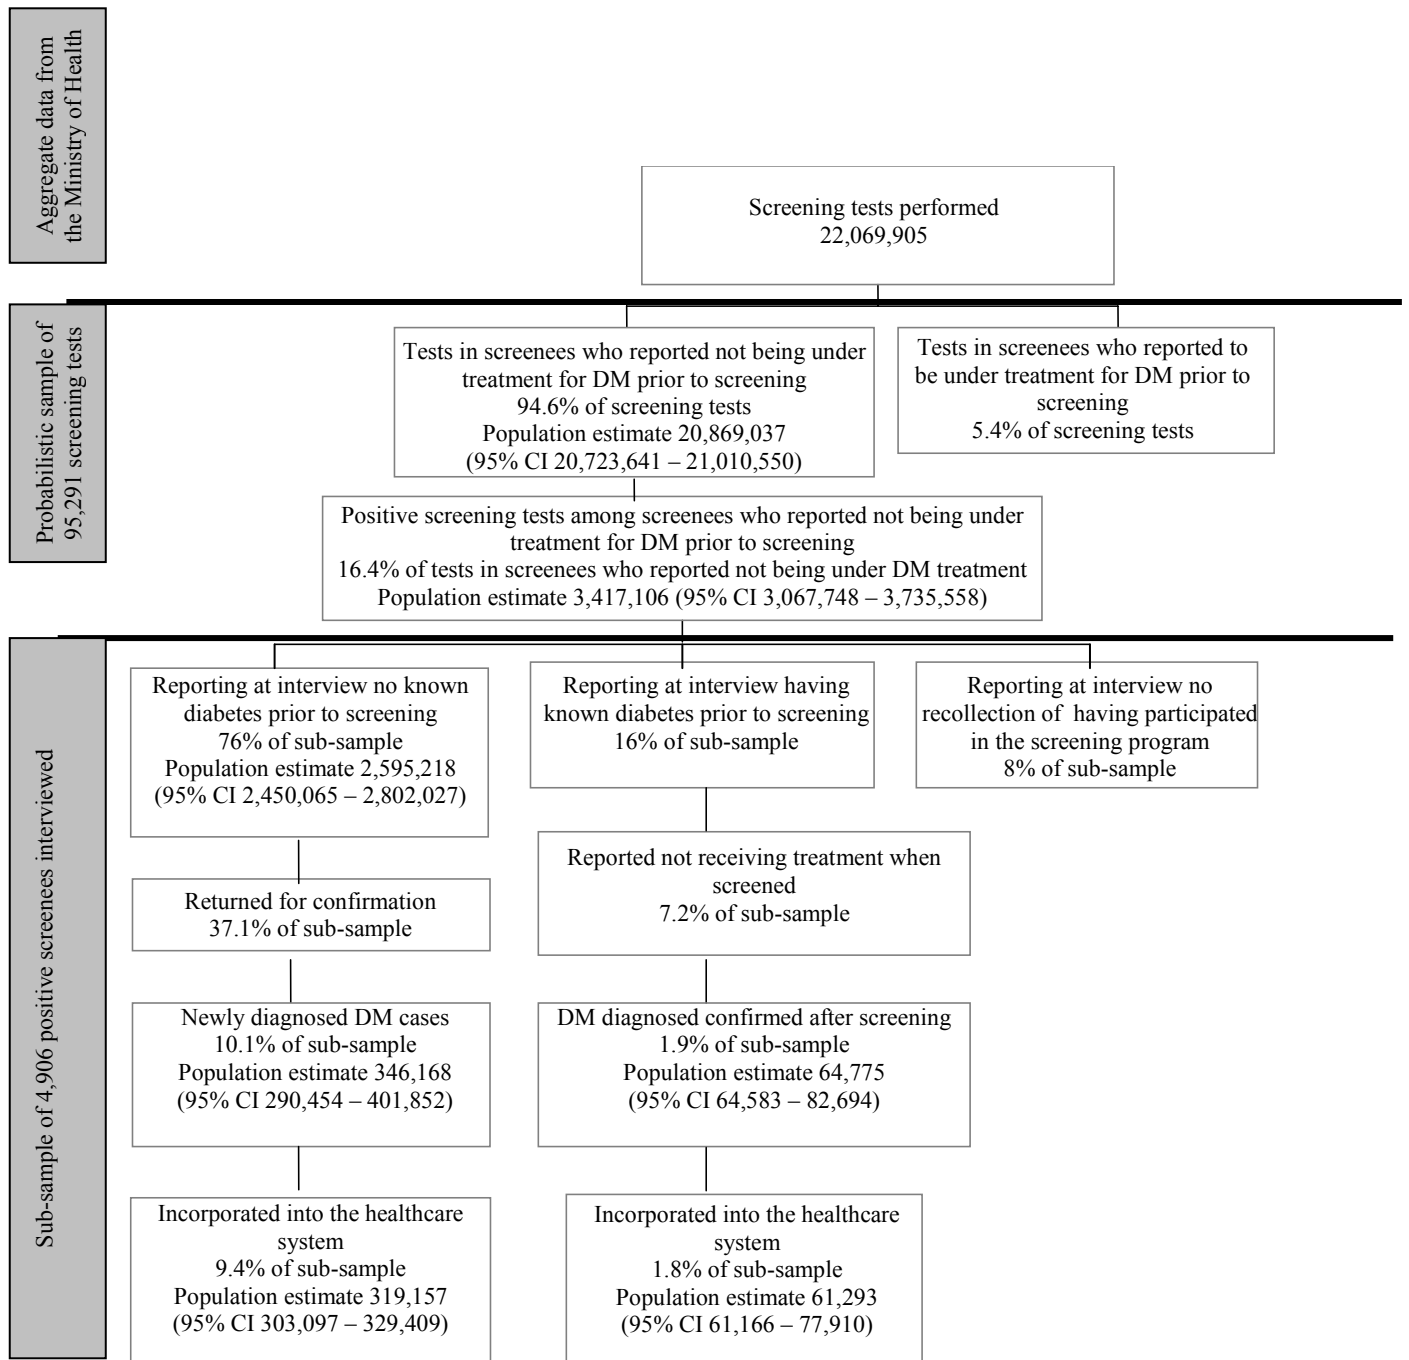 Aggregate data from
the Ministry of Health
Screening tests performed
22,069,905
Probabilistic sample of
95,291 screening tests
Tests in screenees who reported not being under
treatment for DM prior to screening
94.6% of screening tests
Population estimate 20,869,037
(95% CI 20,723,641 – 21,010,550)
Tests in screenees who reported to
be under treatment for DM prior to
screening
5.4% of screening tests
Positive screening tests among screenees who reported not being under
treatment for DM prior to screening
16.4% of tests in screenees who reported not being under DM treatment
Population estimate 3,417,106 (95% CI 3,067,748 – 3,735,558)
Sub-sample of 4,906 positive screenees interviewed
Reporting at interview no known
diabetes prior to screening
76% of sub-sample
Population estimate 2,595,218
(95% CI 2,450,065 – 2,802,027)
Reporting at interview having
known diabetes prior to screening
16% of sub-sample
Reporting at interview no
recollection of having participated
in the screening program
8% of sub-sample
Returned for confirmation
37.1% of sub-sample
Reported not receiving treatment when
screened
7.2% of sub-sample
Newly diagnosed DM cases
10.1% of sub-sample
Population estimate 346,168
(95% CI 290,454 – 401,852)
DM diagnosed confirmed after screening
1.9% of sub-sample
Population estimate 64,775
(95% CI 64,583 – 82,694)
Incorporated into the healthcare
system
9.4% of sub-sample
Population estimate 319,157
(95% CI 303,097 – 329,409)
Incorporated into the healthcare
system
1.8% of sub-sample
Population estimate 61,293
(95% CI 61,166 – 77,910)